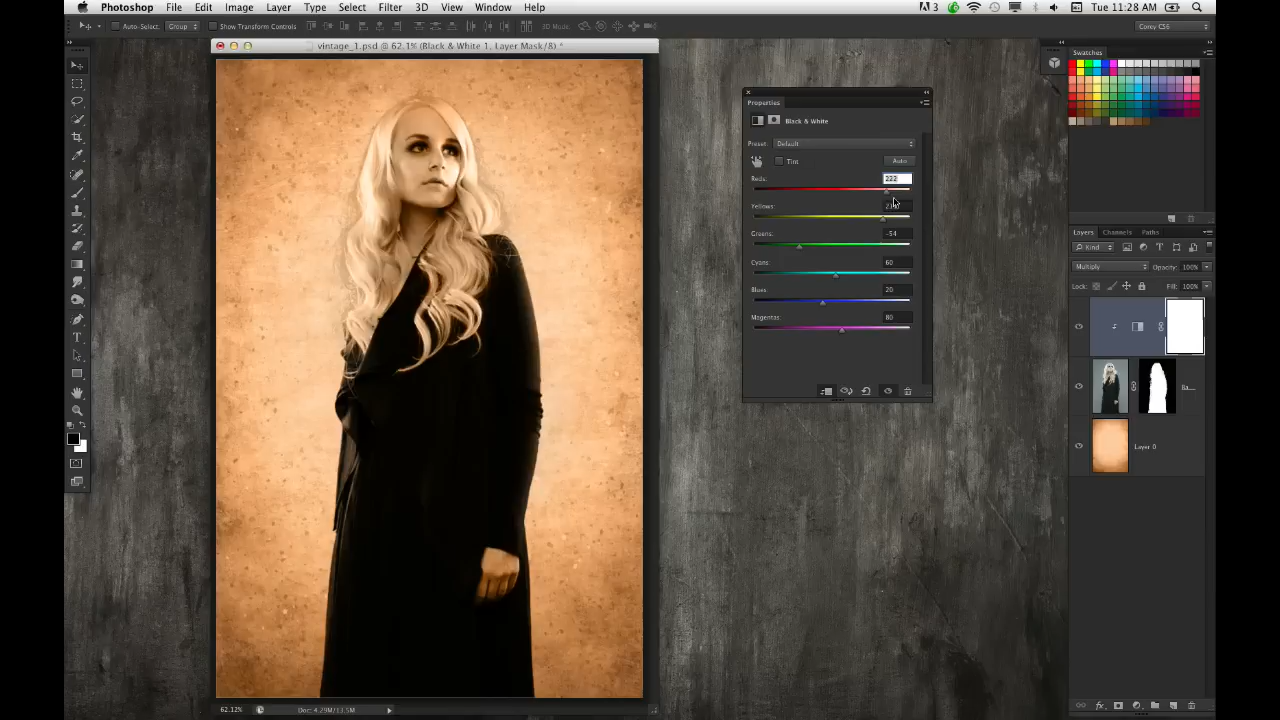 Photoshop File Edit Image Layer Type Select Filter 3D View Window Help 3 Tue 11:28 AM
Auto-Select: Group Show Transform Controls 3D Mode: Corey CS6
vintage_1.psd @ 62.1% (Black & White 1, Layer Mask/8) *
Swatches
Properties
Black & White
Preset: Default
Tint Auto
Reds: 222
Yellows:
Greens: -54
Cyans: 60
Blues: 20
Magentas: 80
Layers Channels Paths
Kind
Multiply Opacity: 100%
Lock: Fill: 100%
Ba...
Layer 0
62.12% Doc: 4.29M/13.5M